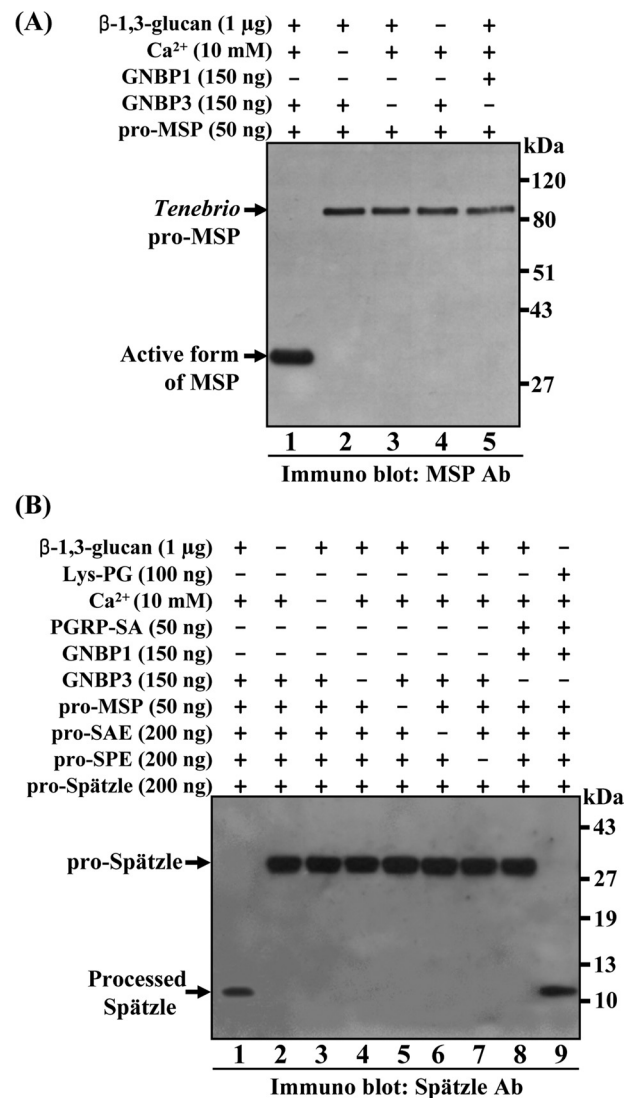 (A)
β-1,3-glucan (1 μg) + + + – +
Ca²⁺ (10 mM) + – + + +
GNBP1 (150 ng) – – – – +
GNBP3 (150 ng) + + – + –
pro-MSP (50 ng) + + + + +
kDa
120
Tenebrio
pro-MSP
80
51
43
Active form
of MSP
27
1 2 3 4 5
Immuno blot: MSP Ab
(B)
β-1,3-glucan (1 μg) + – + + + + + + –
Lys-PG (100 ng) – – – – – – – – +
Ca²⁺ (10 mM) + + – + + + + + +
PGRP-SA (50 ng) – – – – – – – + +
GNBP1 (150 ng) – – – – – – – + +
GNBP3 (150 ng) + + + – + + + – –
pro-MSP (50 ng) + + + + – + + + +
pro-SAE (200 ng) + + + + + – + + +
pro-SPE (200 ng) + + + + + + – + +
pro-Spätzle (200 ng) + + + + + + + + +
kDa
43
pro-Spätzle
27
19
13
Processed
Spätzle
10
1 2 3 4 5 6 7 8 9
Immuno blot: Spätzle Ab